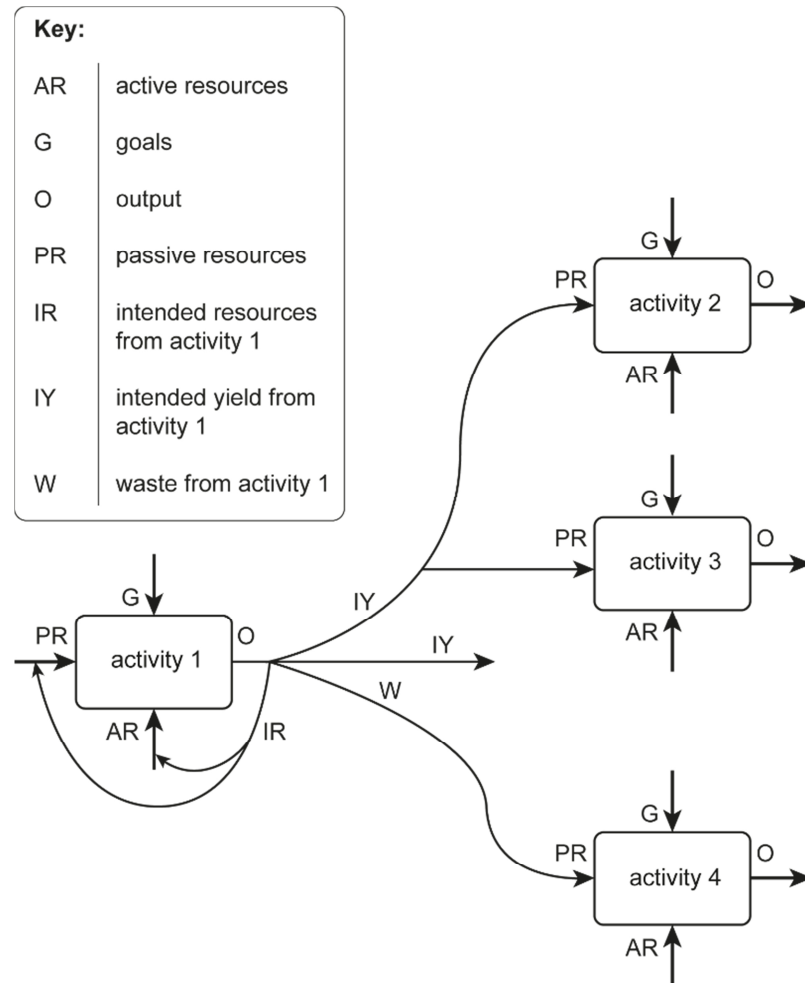 Key:
AR active resources
G goals
O output
PR passive resources
IR intended resources
from activity 1
IY intended yield from
activity 1
W waste from activity 1
G
PR
O
activity 2
AR
G
PR
O
activity 3
AR
IY
G
PR
O
activity 1
IY
W
AR
IR
G
PR
O
activity 4
AR